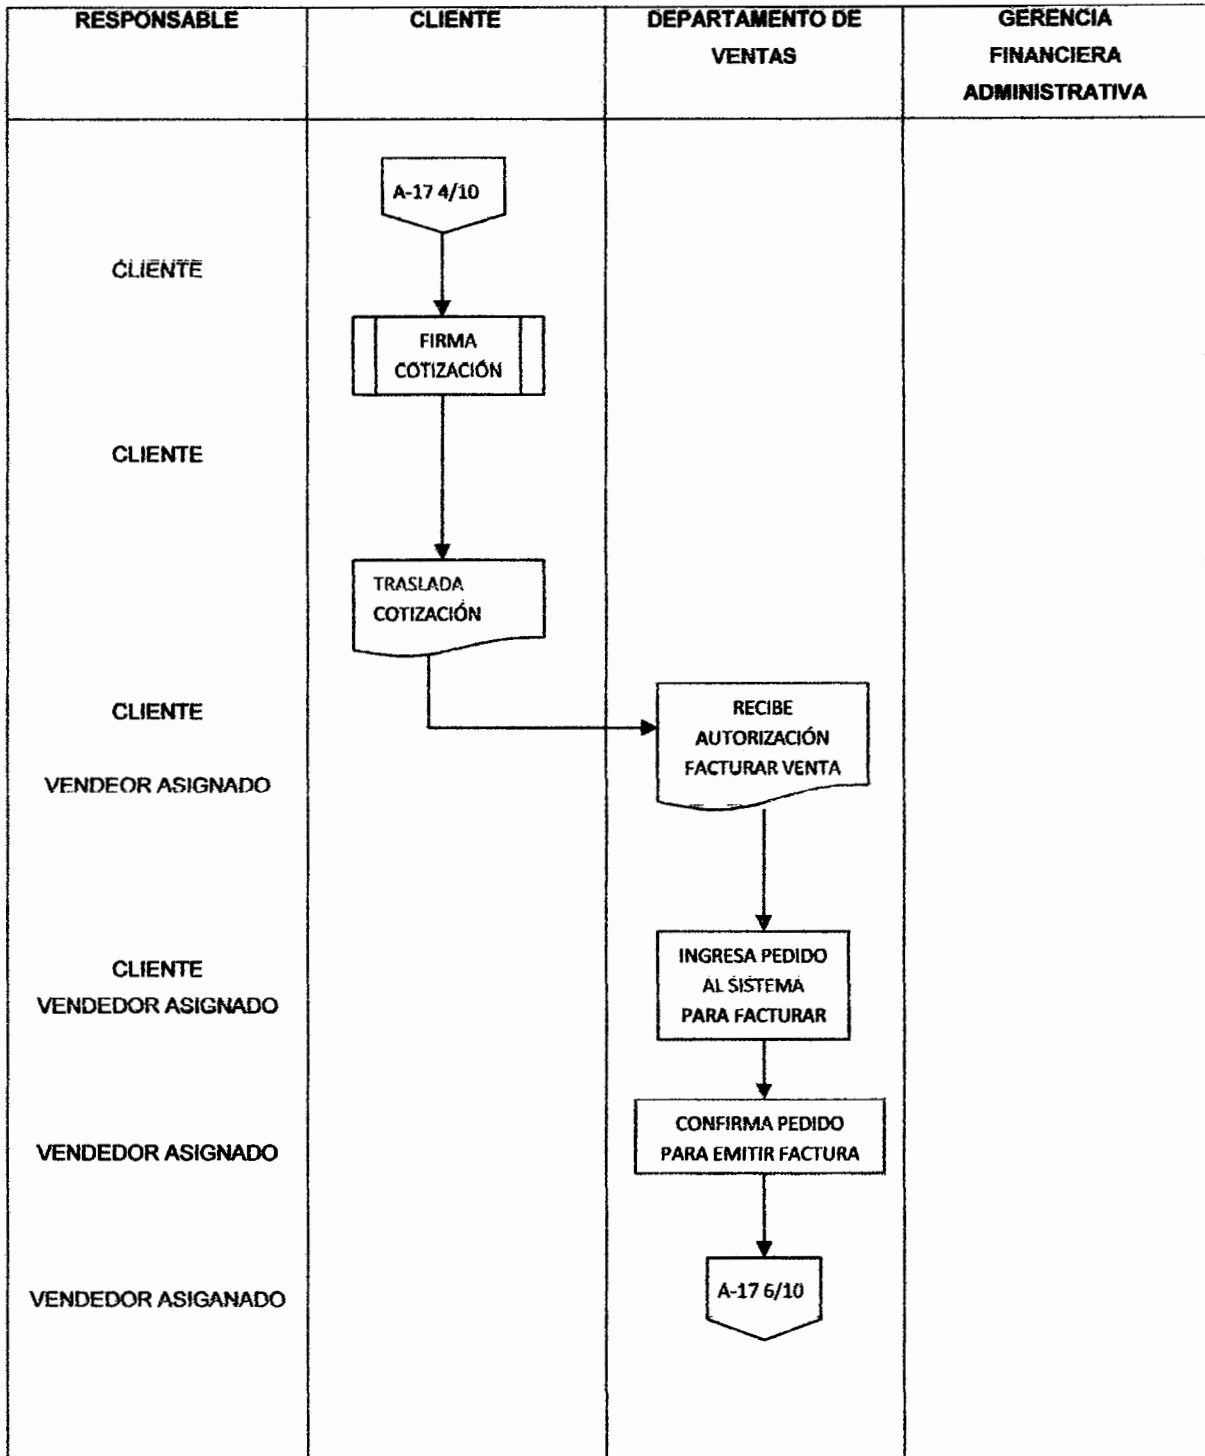 RESPONSABLE
CLIENTE
DEPARTAMENTO DE
VENTAS
GERENCIA
FINANCIERA
ADMINISTRATIVA
A-17 4/10
CLIENTE
FIRMA
COTIZACIÓN
CLIENTE
TRASLADA
COTIZACIÓN
CLIENTE
VENDEOR ASIGNADO
RECIBE
AUTORIZACIÓN
FACTURAR VENTA
CLIENTE
VENDEDOR ASIGNADO
INGRESA PEDIDO
AL SISTEMA
PARA FACTURAR
VENDEDOR ASIGNADO
CONFIRMA PEDIDO
PARA EMITIR FACTURA
VENDEDOR ASIGANADO
A-17 6/10